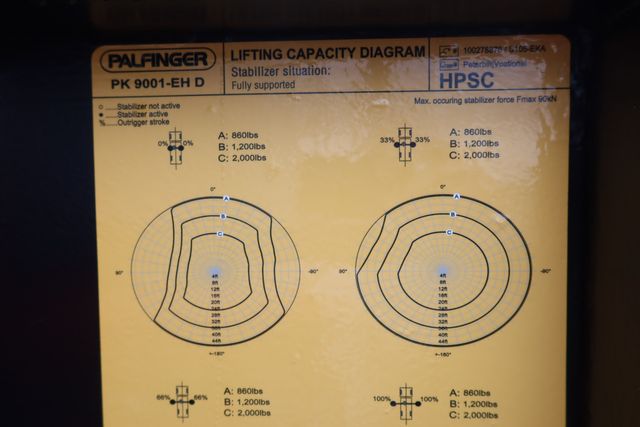 PALFINGER
PK 9001-EH D
LIFTING CAPACITY DIAGRAM
Stabilizer situation:
Fully supported
HPSC
Max. occuring stabilizer force Fmax 90kN
Stabilizer not active
Stabilizer active
% Outrigger stroke
0% 0%
A: 860lbs
B: 1,200lbs
C: 2,000lbs
33% 33%
A: 860lbs
B: 1,200lbs
C: 2,000lbs
0°
A
B
C
90°
-90°
4ft
8ft
12ft
16ft
20ft
24ft
28ft
32ft
36ft
40ft
44ft
+-180°
0°
A
B
C
90°
-90°
4ft
8ft
12ft
16ft
20ft
24ft
28ft
32ft
36ft
40ft
44ft
+-180°
66% 66%
A: 860lbs
B: 1,200lbs
C: 2,000lbs
100% 100%
A: 860lbs
B: 1,200lbs
C: 2,000lbs